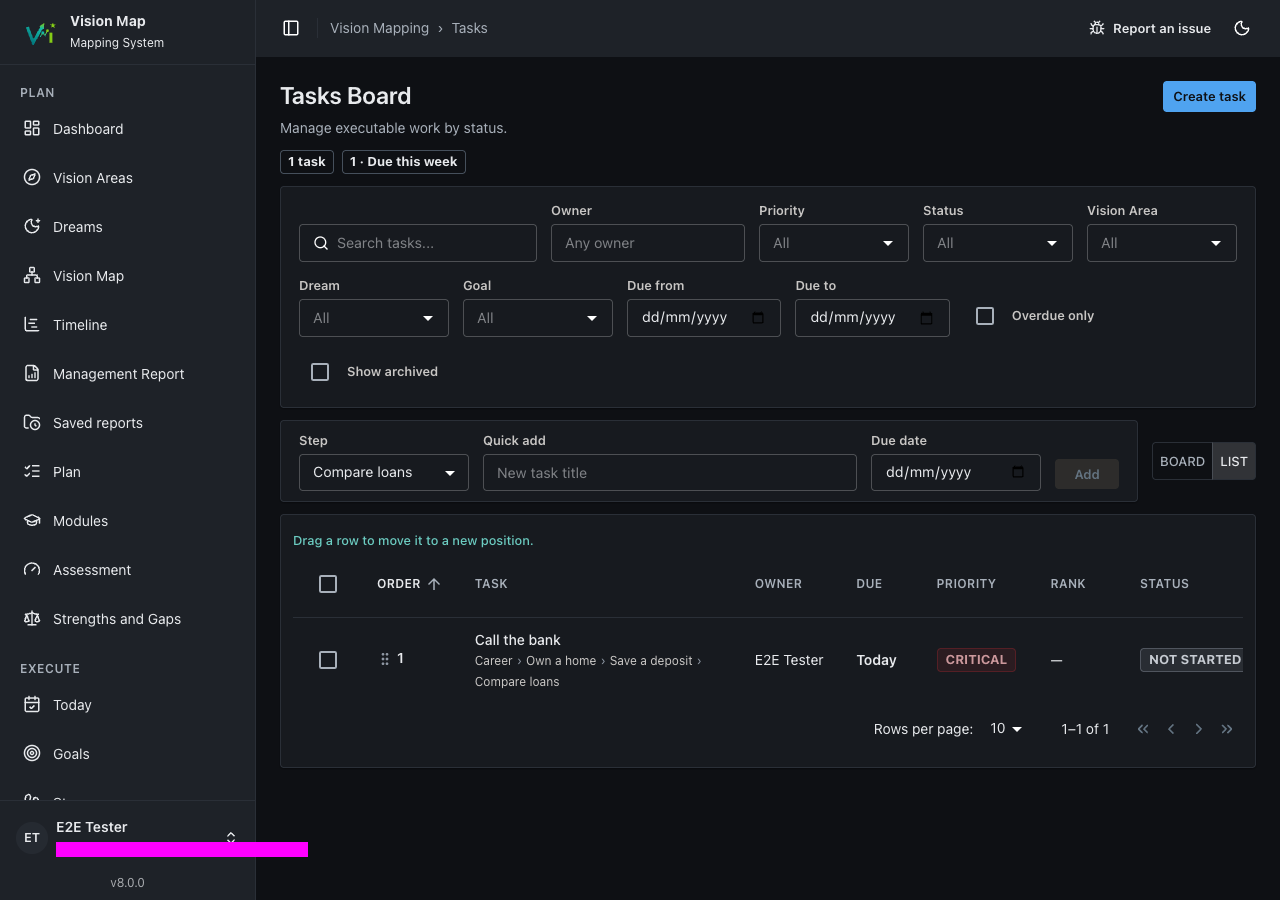 Vision Map
Mapping System
PLAN
Dashboard
Vision Areas
Dreams
Vision Map
Timeline
Management Report
Saved reports
Plan
Modules
Assessment
Strengths and Gaps
EXECUTE
Today
Goals
ET
E2E Tester
v8.0.0
Vision Mapping › Tasks
Report an issue
Tasks Board
Create task
Manage executable work by status.
1 task
1 · Due this week
Search tasks...
Owner
Any owner
Priority
All
Status
All
Vision Area
All
Dream
All
Goal
All
Due from
dd/mm/yyyy
Due to
dd/mm/yyyy
Overdue only
Show archived
Step
Compare loans
Quick add
New task title
Due date
dd/mm/yyyy
Add
BOARD LIST
Drag a row to move it to a new position.
ORDER TASK OWNER DUE PRIORITY RANK STATUS
1
Call the bank
Career › Own a home › Save a deposit ›
Compare loans
E2E Tester
Today
CRITICAL
—
NOT STARTED
Rows per page: 10 1–1 of 1